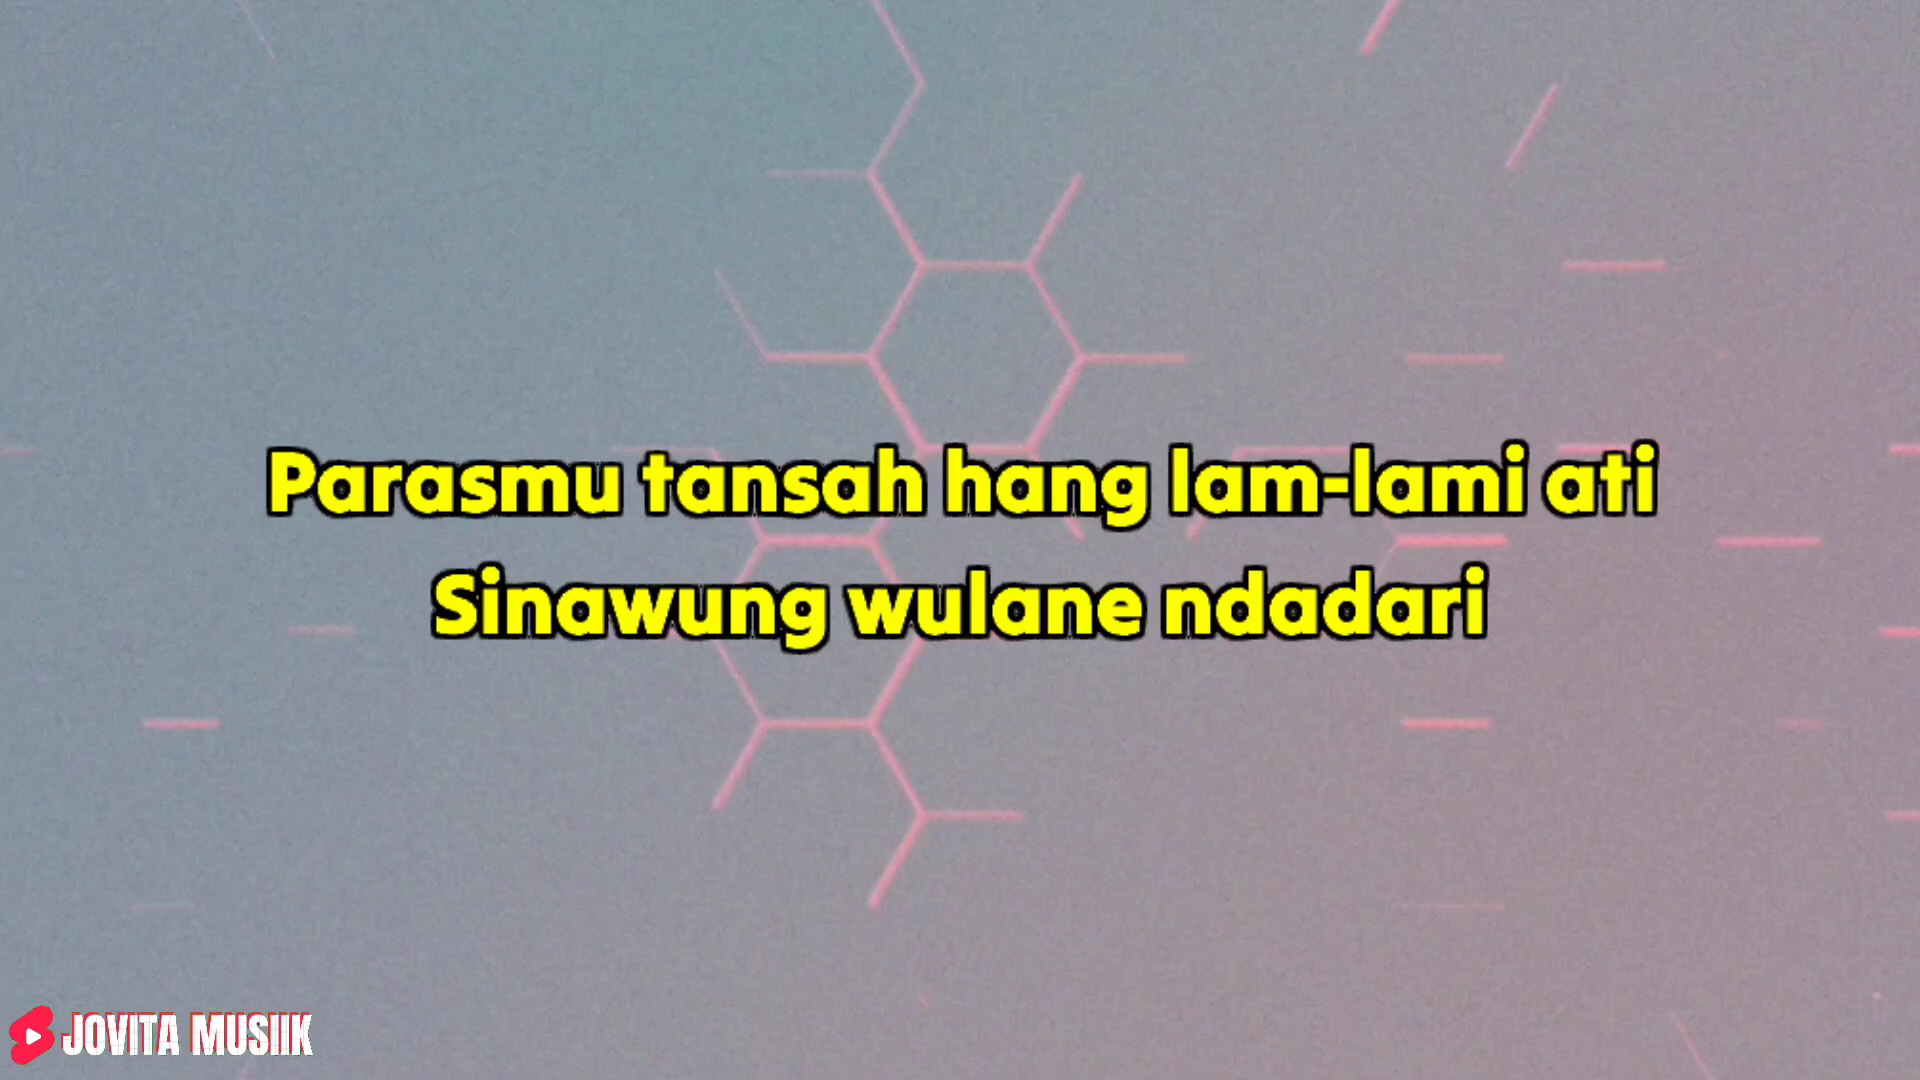 Parasmu tansah hang lam-lami ati
Sinawung wulane ndadari
JOVITA MUSIIK